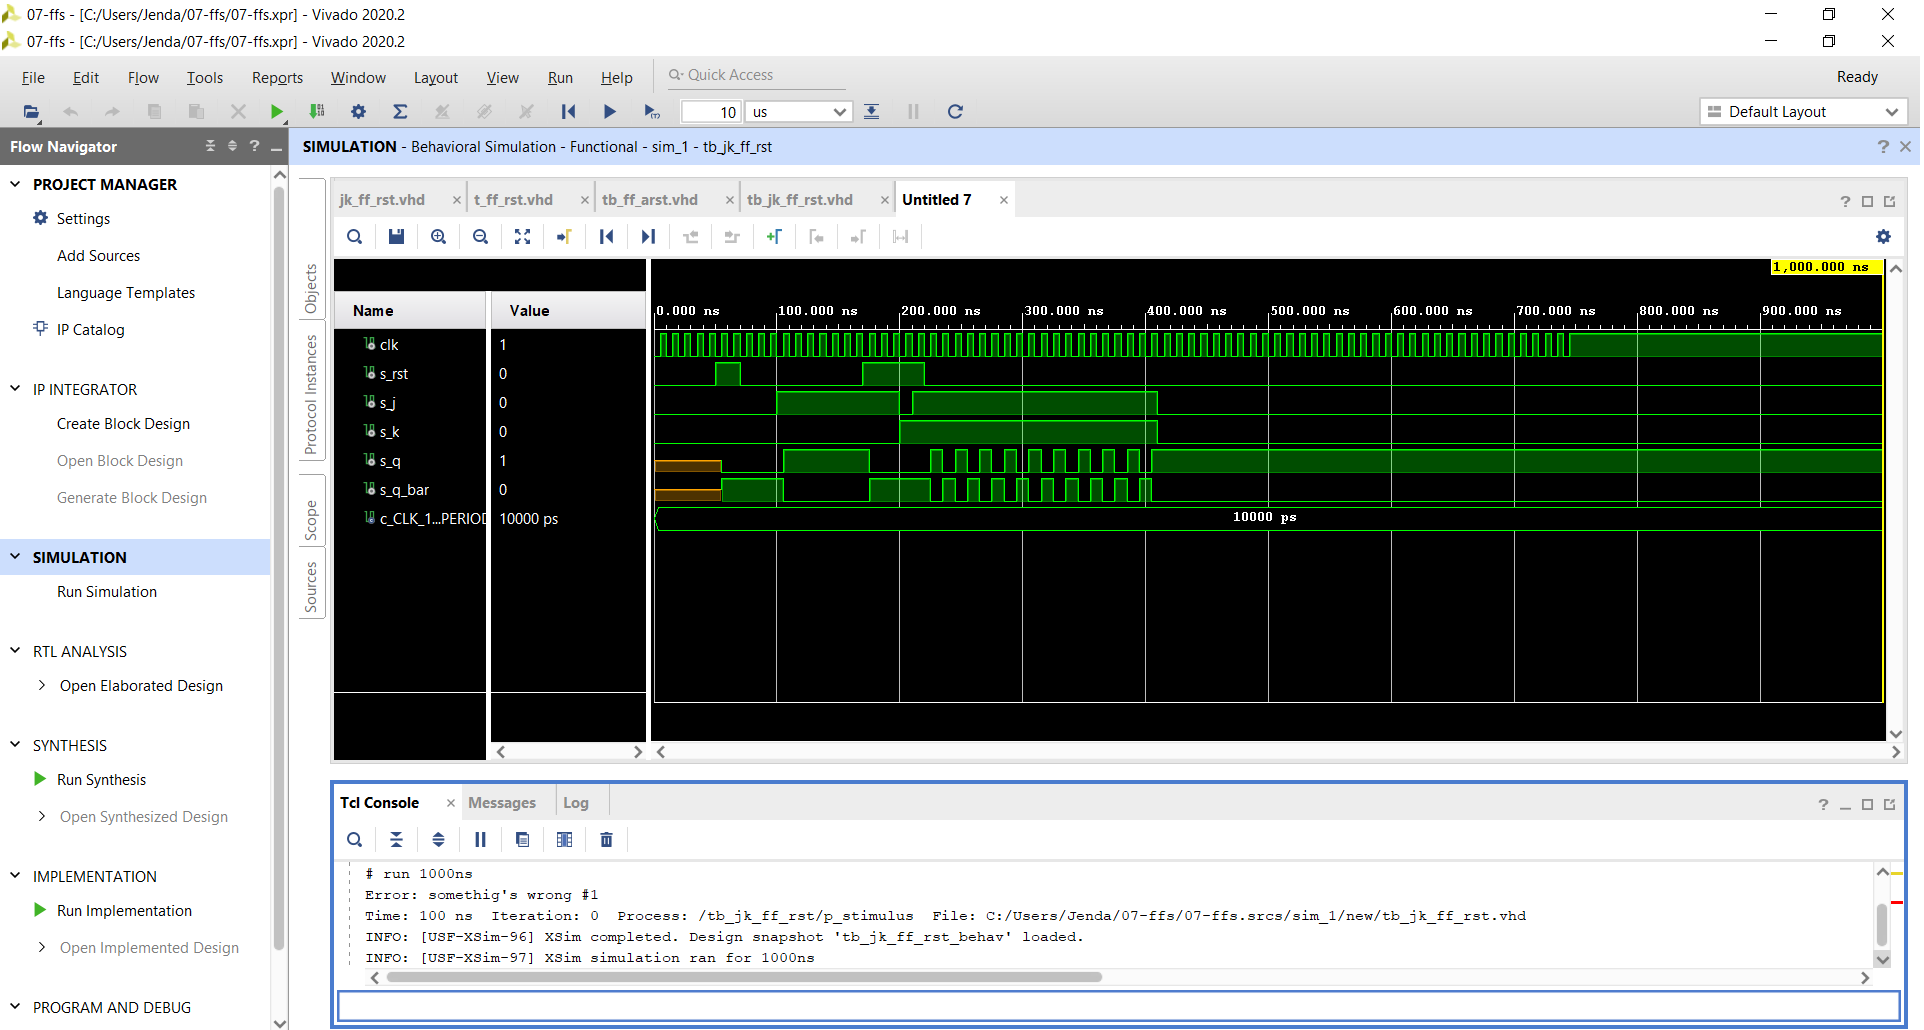 07-ffs - [C:/Users/Jenda/07-ffs/07-ffs.xpr] - Vivado 2020.2
07-ffs - [C:/Users/Jenda/07-ffs/07-ffs.xpr] - Vivado 2020.2
File Edit Flow Tools Reports Window Layout View Run Help Quick Access Ready
10 us Default Layout
Flow Navigator
SIMULATION - Behavioral Simulation - Functional - sim_1 - tb_jk_ff_rst
PROJECT MANAGER
Settings
Add Sources
Language Templates
IP Catalog
IP INTEGRATOR
Create Block Design
Open Block Design
Generate Block Design
SIMULATION
Run Simulation
RTL ANALYSIS
Open Elaborated Design
SYNTHESIS
Run Synthesis
Open Synthesized Design
IMPLEMENTATION
Run Implementation
Open Implemented Design
PROGRAM AND DEBUG
Objects
Protocol Instances
Scope
Sources
jk_ff_rst.vhd t_ff_rst.vhd tb_ff_arst.vhd tb_jk_ff_rst.vhd Untitled 7
1,000.000 ns
Name Value
0.000 ns 100.000 ns 200.000 ns 300.000 ns 400.000 ns 500.000 ns 600.000 ns 700.000 ns 800.000 ns 900.000 ns
clk 1
s_rst 0
s_j 0
s_k 0
s_q 1
s_q_bar 0
c_CLK_1...PERIOD 10000 ps 10000 ps
Tcl Console Messages Log
# run 1000ns
Error: somethig's wrong #1
Time: 100 ns Iteration: 0 Process: /tb_jk_ff_rst/p_stimulus File: C:/Users/Jenda/07-ffs/07-ffs.srcs/sim_1/new/tb_jk_ff_rst.vhd
INFO: [USF-XSim-96] XSim completed. Design snapshot 'tb_jk_ff_rst_behav' loaded.
INFO: [USF-XSim-97] XSim simulation ran for 1000ns